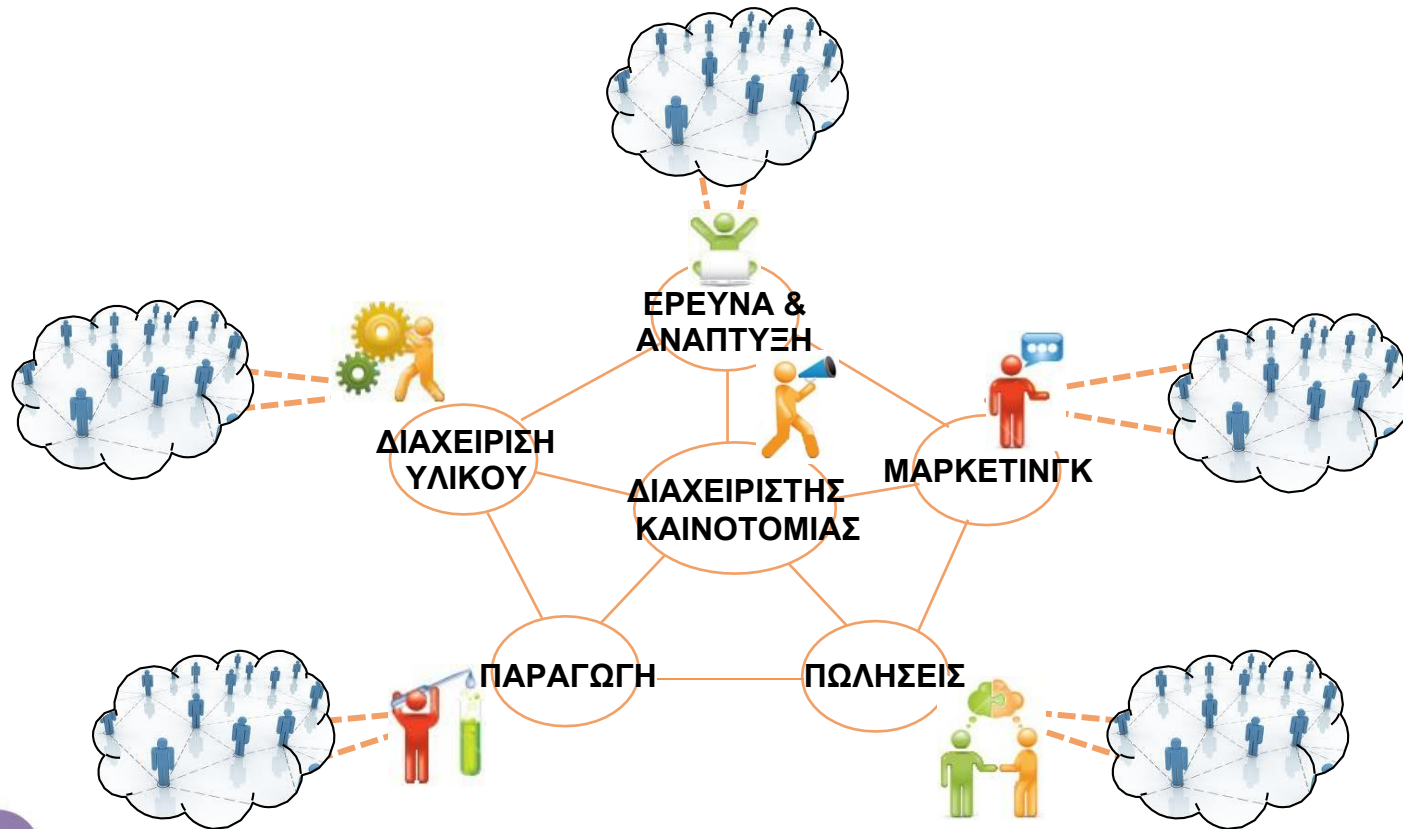 ΕΡΕΥΝΑ &
ΑΝΑΠΤΥΞΗ
ΔΙΑΧΕΙΡΙΣΗ
ΥΛΙΚΟΥ
ΜΑΡΚΕΤΙΝΓΚ
ΔΙΑΧΕΙΡΙΣΤΗΣ
ΚΑΙΝΟΤΟΜΙΑΣ
ΠΑΡΑΓΩΓΗ
ΠΩΛΗΣΕΙΣ